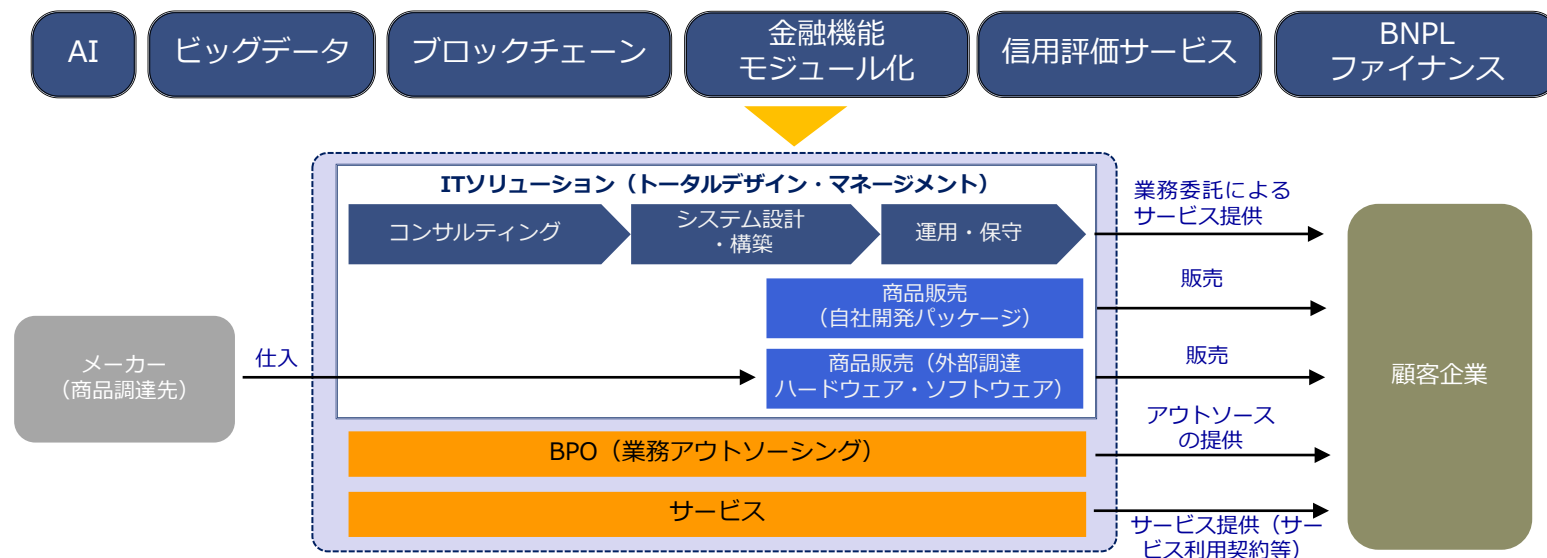 AI
ビッグデータ
ブロックチェーン
金融機能
モジュール化
信用評価サービス
BNPL
ファイナンス
ITソリューション（トータルデザイン・マネージメント）
コンサルティング
システム設計
・構築
運用・保守
業務委託による
サービス提供
商品販売
（自社開発パッケージ）
販売
メーカー
（商品調達先）
仕入
商品販売（外部調達
ハードウェア・ソフトウェア）
販売
顧客企業
BPO（業務アウトソーシング）
アウトソース
の提供
サービス
サービス提供（サー
ビス利用契約等）